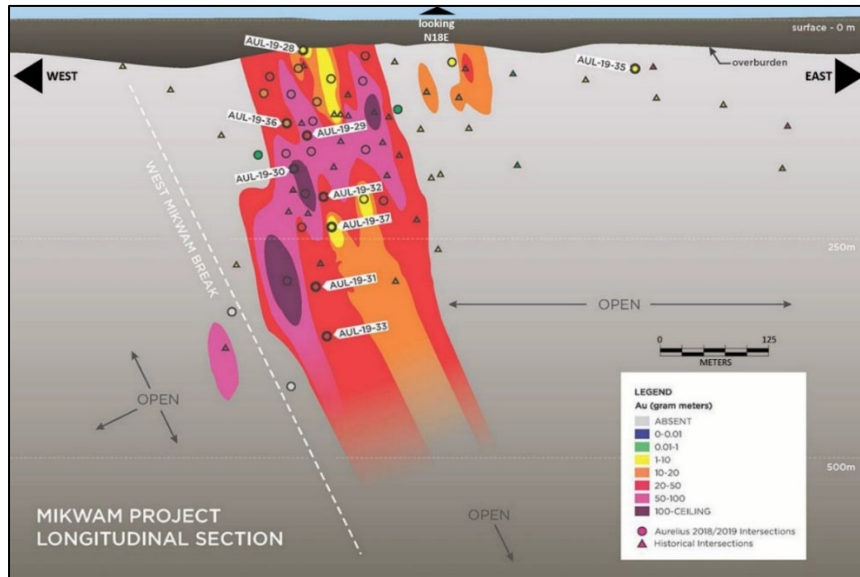 looking
N18E
surface - 0 m
overburden
WEST
EAST
AUL-19-28
AUL-19-35
AUL-19-36
AUL-19-29
AUL-19-30
AUL-19-32
AUL-19-37
AUL-19-31
AUL-19-33
WEST MIKWAM BREAK
250m
OPEN
125
METERS
OPEN
500m
OPEN
LEGEND
Au (gram meters)
ABSENT
0-0.01
0.01-1
1-10
10-20
20-50
50-100
100-CEILING
Aurelius 2018/2019 Intersections
Historical Intersections
MIKWAM PROJECT
LONGITUDINAL SECTION